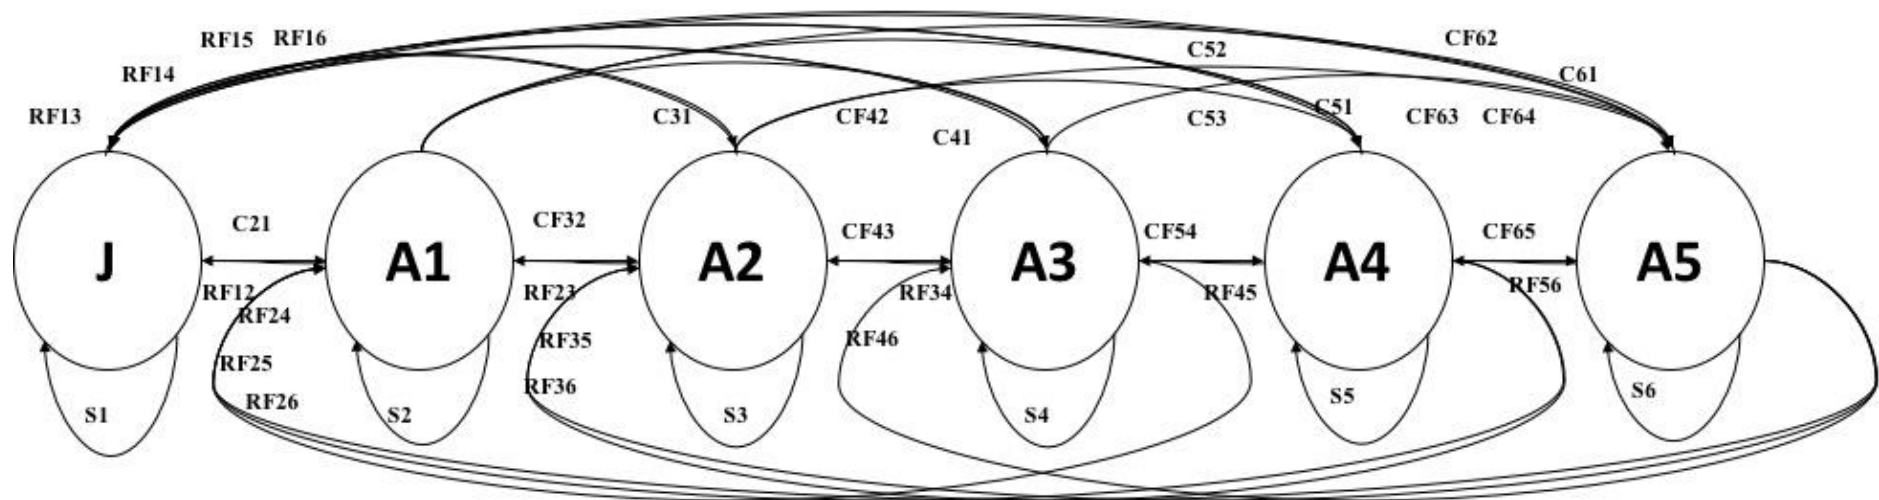 RF15 RF16
CF62
C52
RF14
C61
RF13
C31
CF42
C51
C53
CF63 CF64
C41
C21
CF32
CF43
CF54
CF65
J
A1
A2
A3
A4
A5
RF12
RF23
RF34
RF45
RF56
RF24
RF35
RF46
RF25
RF36
RF26
S1
S2
S3
S4
S5
S6